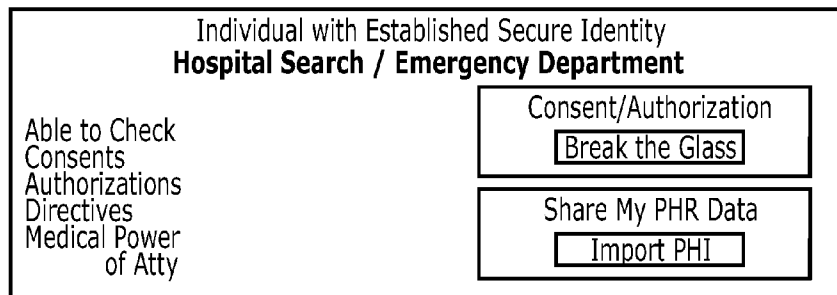 Individual with Established Secure Identity
Hospital Search / Emergency Department
Able to Check
Consents
Authorizations
Directives
Medical Power
of Atty
Consent/Authorization
Break the Glass
Share My PHR Data
Import PHI